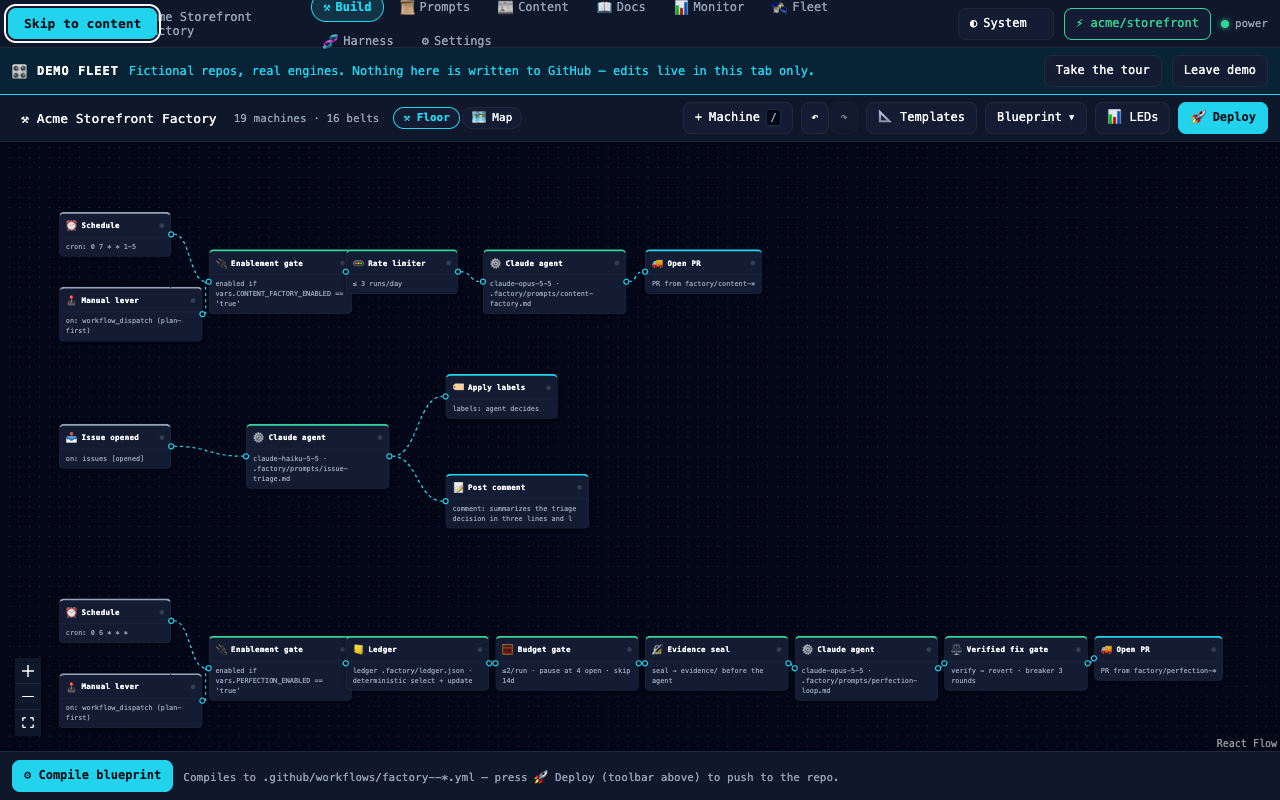 Skip to content
me Storefront
ctory
⚒ Build
Prompts
Content
Docs
Monitor
Fleet
Harness
⚙ Settings
◐ System
⚡ acme/storefront
power
DEMO FLEET Fictional repos, real engines. Nothing here is written to GitHub — edits live in this tab only.
Take the tour
Leave demo
⚒ Acme Storefront Factory
19 machines · 16 belts
⚒ Floor
Map
+ Machine /
↶
↷
Templates
Blueprint ▾
LEDs
Deploy
Schedule
cron: 0 7 * * 1-5
Manual lever
on: workflow_dispatch (plan-
first)
Enablement gate
enabled if
vars.CONTENT_FACTORY_ENABLED ==
'true'
Rate limiter
≤ 3 runs/day
Claude agent
claude-opus-5-5 ·
.factory/prompts/content-
factory.md
Open PR
PR from factory/content-*
Issue opened
on: issues [opened]
Claude agent
claude-haiku-5-5 ·
.factory/prompts/issue-
triage.md
Apply labels
labels: agent decides
Post comment
comment: summarizes the triage
decision in three lines and l
Schedule
cron: 0 6 * * *
Manual lever
on: workflow_dispatch (plan-
first)
Enablement gate
enabled if
vars.PERFECTION_ENABLED ==
'true'
Ledger
ledger .factory/ledger.json ·
deterministic select + update
Budget gate
≤2/run · pause at 4 open · skip
14d
Evidence seal
seal → evidence/ before the
agent
Claude agent
claude-opus-5-5 ·
.factory/prompts/perfection-
loop.md
Verified fix gate
verify → revert · breaker 3
rounds
Open PR
PR from factory/perfection-*
React Flow
⚙ Compile blueprint
Compiles to .github/workflows/factory--*.yml — press 🚀 Deploy (toolbar above) to push to the repo.